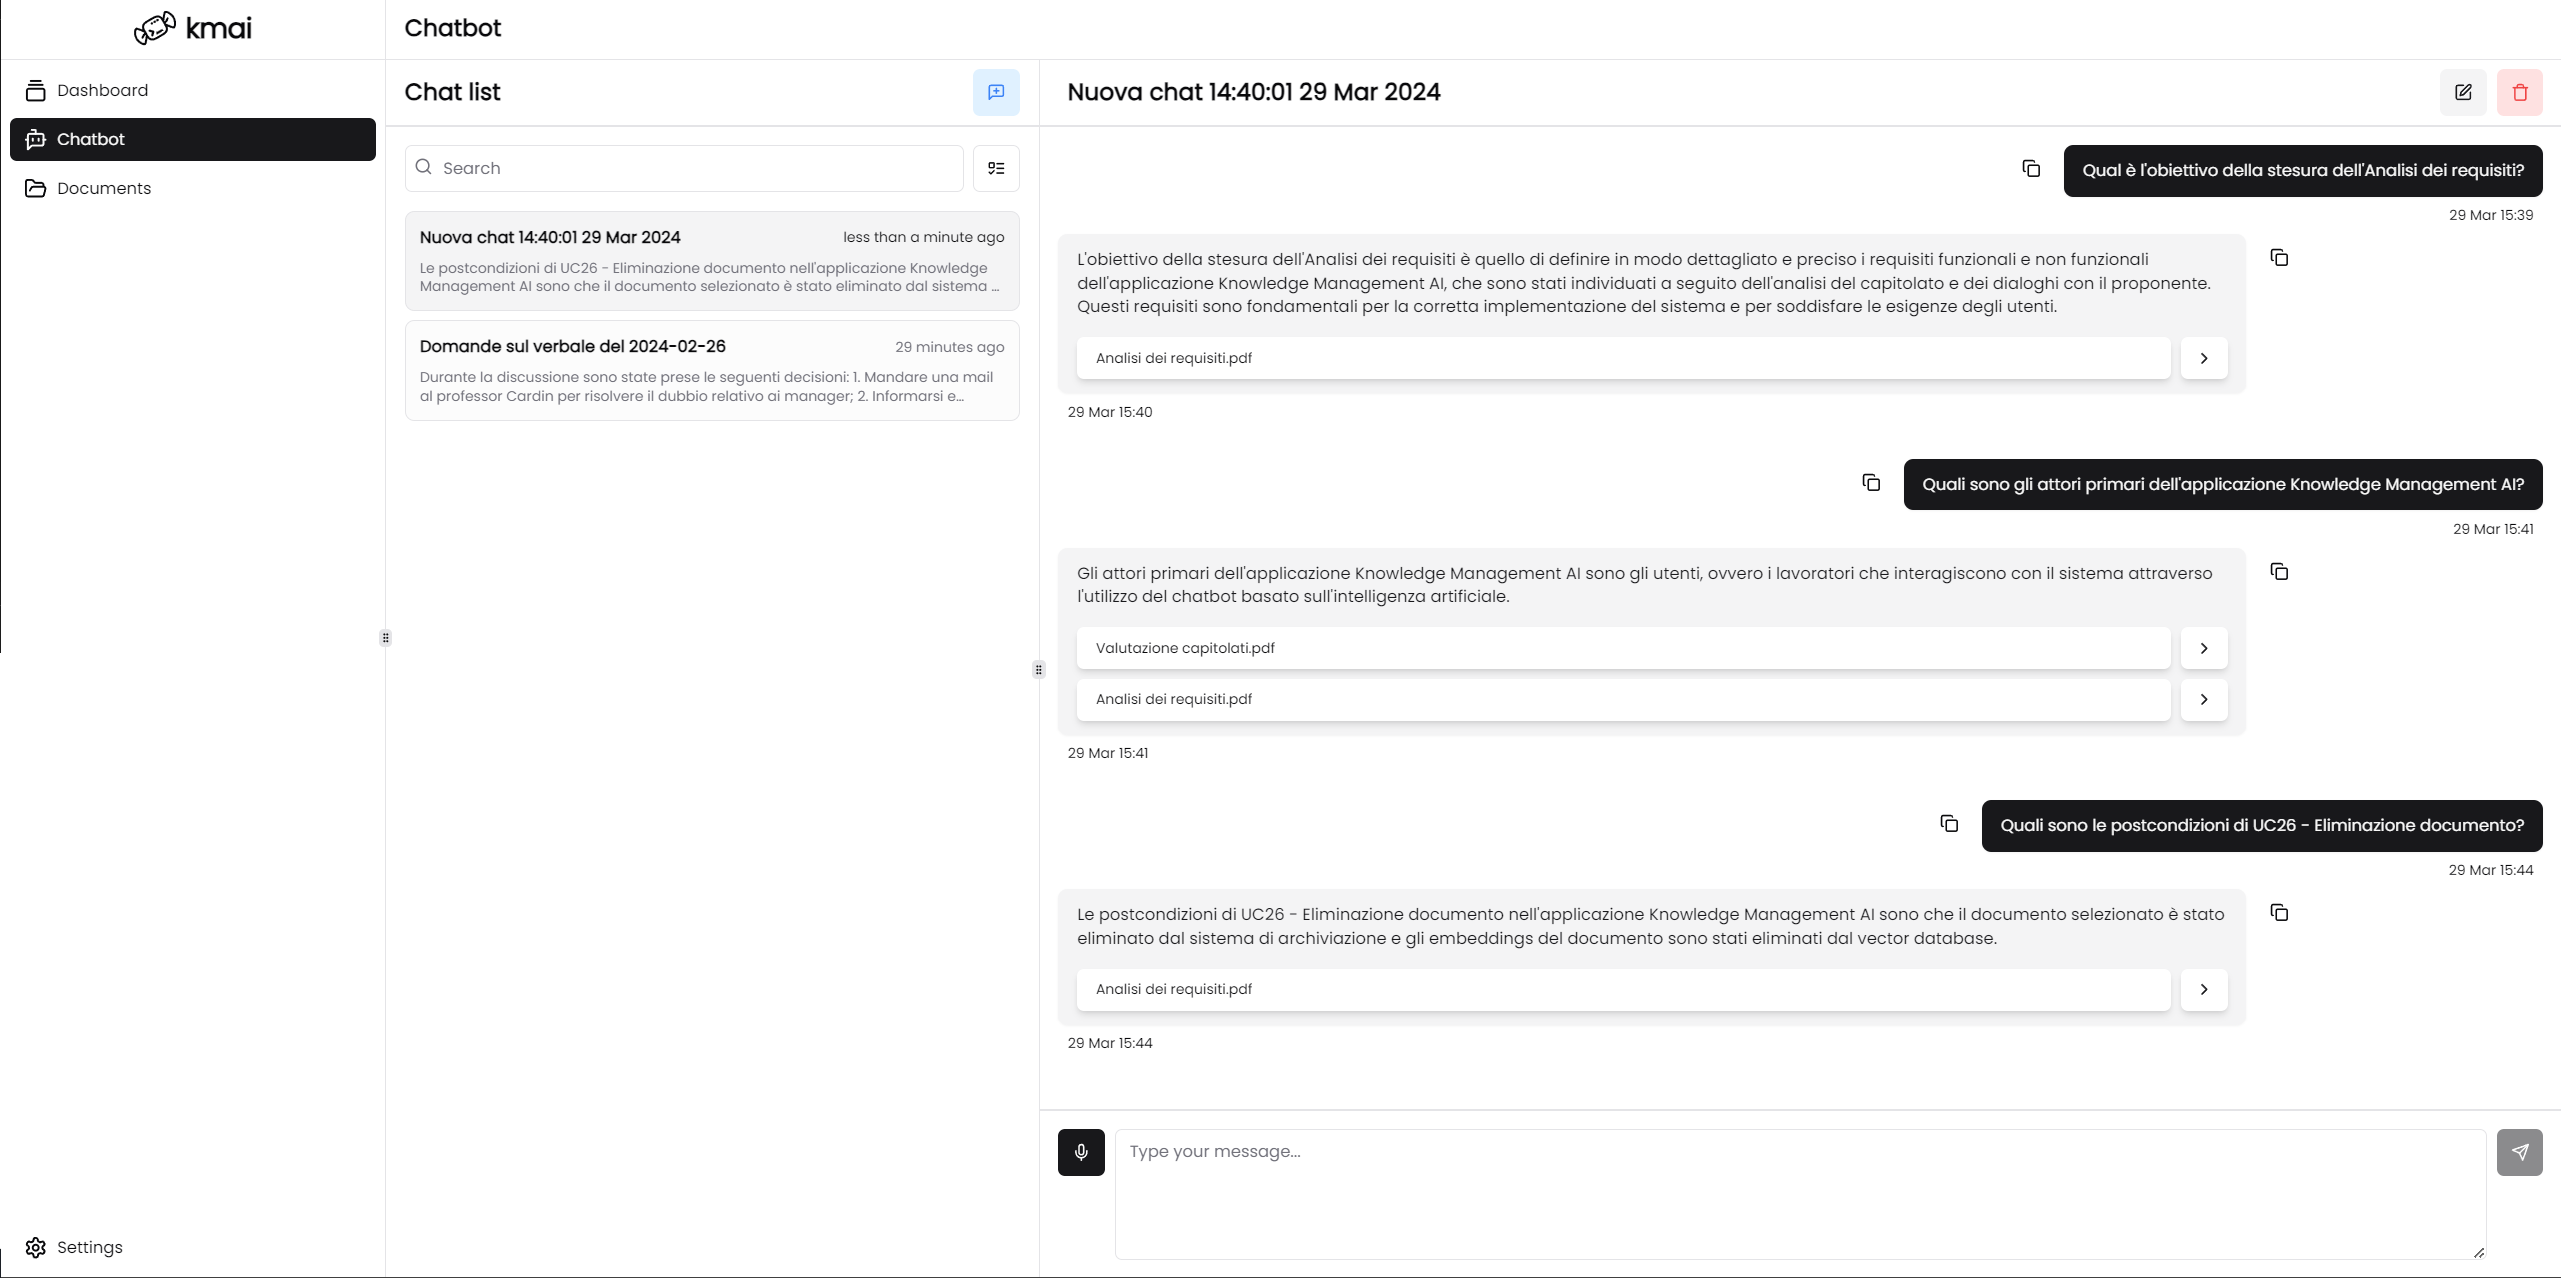 kmai
Dashboard
Chatbot
Documents
Settings
Chatbot
Chat list
Search
Nuova chat 14:40:01 29 Mar 2024
less than a minute ago
Le postcondizioni di UC26 - Eliminazione documento nell'applicazione Knowledge
Management AI sono che il documento selezionato è stato eliminato dal sistema ...
Domande sul verbale del 2024-02-26
29 minutes ago
Durante la discussione sono state prese le seguenti decisioni: 1. Mandare una mail
al professor Cardin per risolvere il dubbio relativo ai manager; 2. Informarsi e...
Nuova chat 14:40:01 29 Mar 2024
Qual è l'obiettivo della stesura dell'Analisi dei requisiti?
29 Mar 15:39
L'obiettivo della stesura dell'Analisi dei requisiti è quello di definire in modo dettagliato e preciso i requisiti funzionali e non funzionali
dell'applicazione Knowledge Management AI, che sono stati individuati a seguito dell'analisi del capitolato e dei dialoghi con il proponente.
Questi requisiti sono fondamentali per la corretta implementazione del sistema e per soddisfare le esigenze degli utenti.
Analisi dei requisiti.pdf
29 Mar 15:40
Quali sono gli attori primari dell'applicazione Knowledge Management AI?
29 Mar 15:41
Gli attori primari dell'applicazione Knowledge Management AI sono gli utenti, ovvero i lavoratori che interagiscono con il sistema attraverso
l'utilizzo del chatbot basato sull'intelligenza artificiale.
Valutazione capitolati.pdf
Analisi dei requisiti.pdf
29 Mar 15:41
Quali sono le postcondizioni di UC26 - Eliminazione documento?
29 Mar 15:44
Le postcondizioni di UC26 - Eliminazione documento nell'applicazione Knowledge Management AI sono che il documento selezionato è stato
eliminato dal sistema di archiviazione e gli embeddings del documento sono stati eliminati dal vector database.
Analisi dei requisiti.pdf
29 Mar 15:44
Type your message...